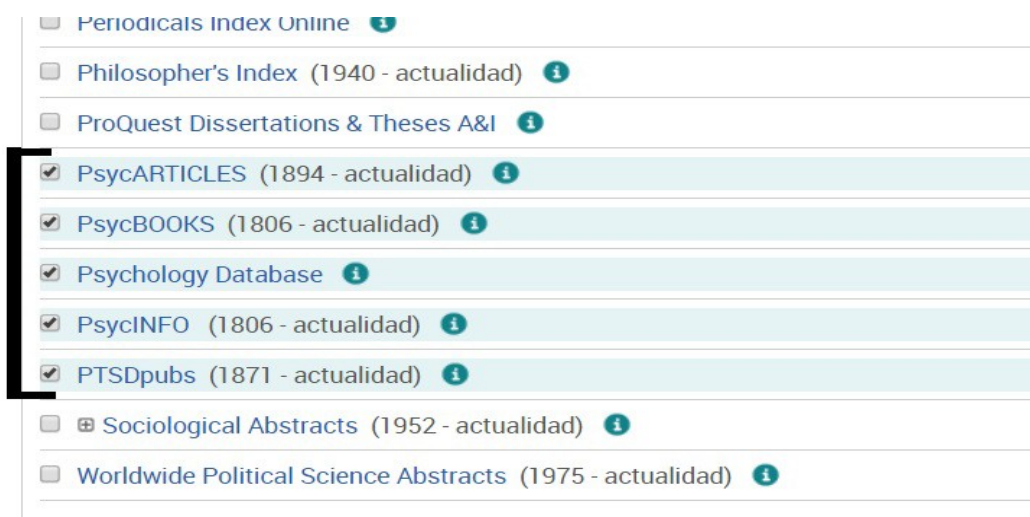 Periodicals Index Online
Philosopher's Index (1940 - actualidad)
ProQuest Dissertations & Theses A&I
PsycARTICLES (1894 - actualidad)
PsycBOOKS (1806 - actualidad)
Psychology Database
PsycINFO (1806 - actualidad)
PTSDpubs (1871 - actualidad)
Sociological Abstracts (1952 - actualidad)
Worldwide Political Science Abstracts (1975 - actualidad)